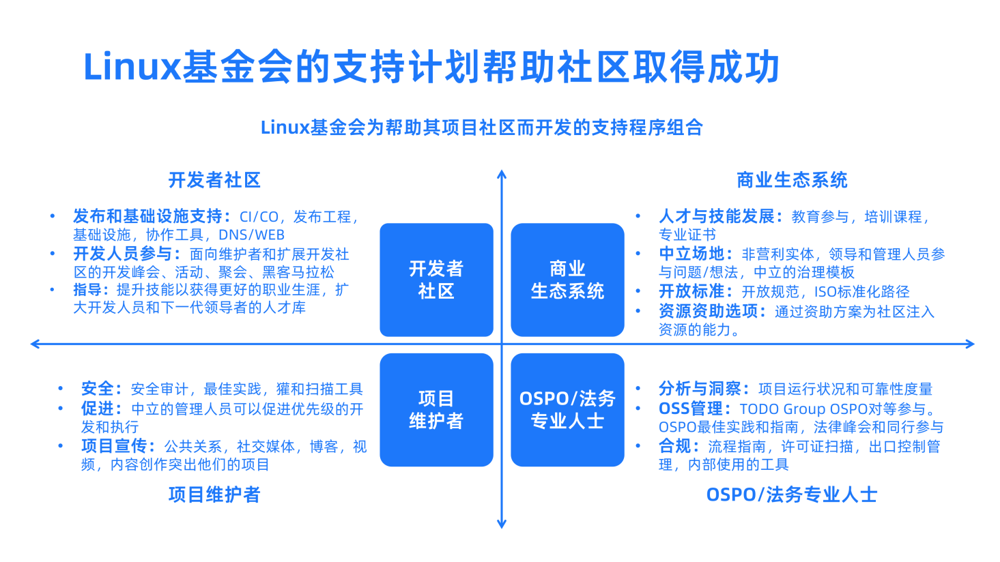 Linux基金会的支持计划帮助社区取得成功
Linux基金会为帮助其项目社区而开发的支持程序组合
开发者社区
• 发布和基础设施支持：CI/CO，发布工程，
基础设施，协作工具，DNS/WEB
• 开发人员参与：面向维护者和扩展开发社
区的开发峰会、活动、聚会、黑客马拉松
• 指导：提升技能以获得更好的职业生涯，扩
大开发人员和下一代领导者的人才库
开发者
社区
商业
生态系统
商业生态系统
• 人才与技能发展：教育参与，培训课程，
专业证书
• 中立场地：非营利实体，领导和管理人员参
与问题/想法，中立的治理模板
• 开放标准：开放规范，ISO标准化路径
• 资源资助选项：通过资助方案为社区注入
资源的能力。
• 安全：安全审计，最佳实践，獾和扫描工具
• 促进：中立的管理人员可以促进优先级的开
发和执行
• 项目宣传：公共关系，社交媒体，博客，视
频，内容创作突出他们的项目
项目维护者
项目
维护者
OSPO/法务
专业人士
• 分析与洞察：项目运行状况和可靠性度量
• OSS管理：TODO Group OSPO对等参与。
OSPO最佳实践和指南，法律峰会和同行参与
• 合规：流程指南，许可证扫描，出口控制管
理，内部使用的工具
OSPO/法务专业人士